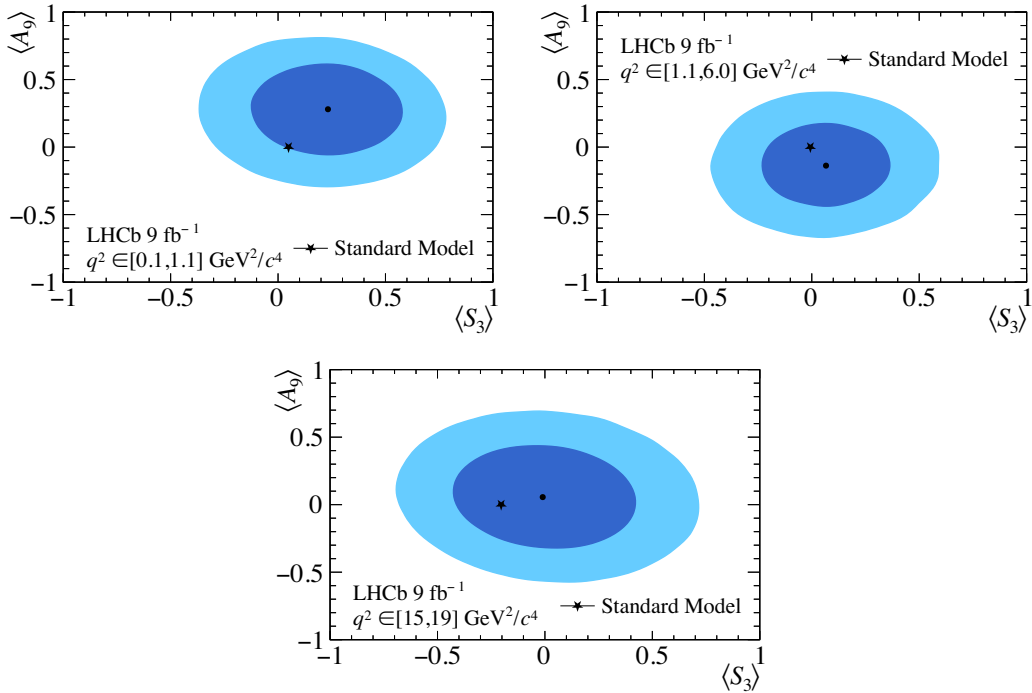 ⟨A₉⟩
1
0.5
0
−0.5
−1
LHCb 9 fb⁻¹
q² ∈[0.1,1.1] GeV²/c⁴
Standard Model
−1 −0.5 0 0.5 1
⟨S₃⟩
⟨A₉⟩
1
0.5
0
−0.5
−1
LHCb 9 fb⁻¹
q² ∈[1.1,6.0] GeV²/c⁴
Standard Model
−1 −0.5 0 0.5 1
⟨S₃⟩
⟨A₉⟩
1
0.5
0
−0.5
−1
LHCb 9 fb⁻¹
q² ∈[15,19] GeV²/c⁴
Standard Model
−1 −0.5 0 0.5 1
⟨S₃⟩